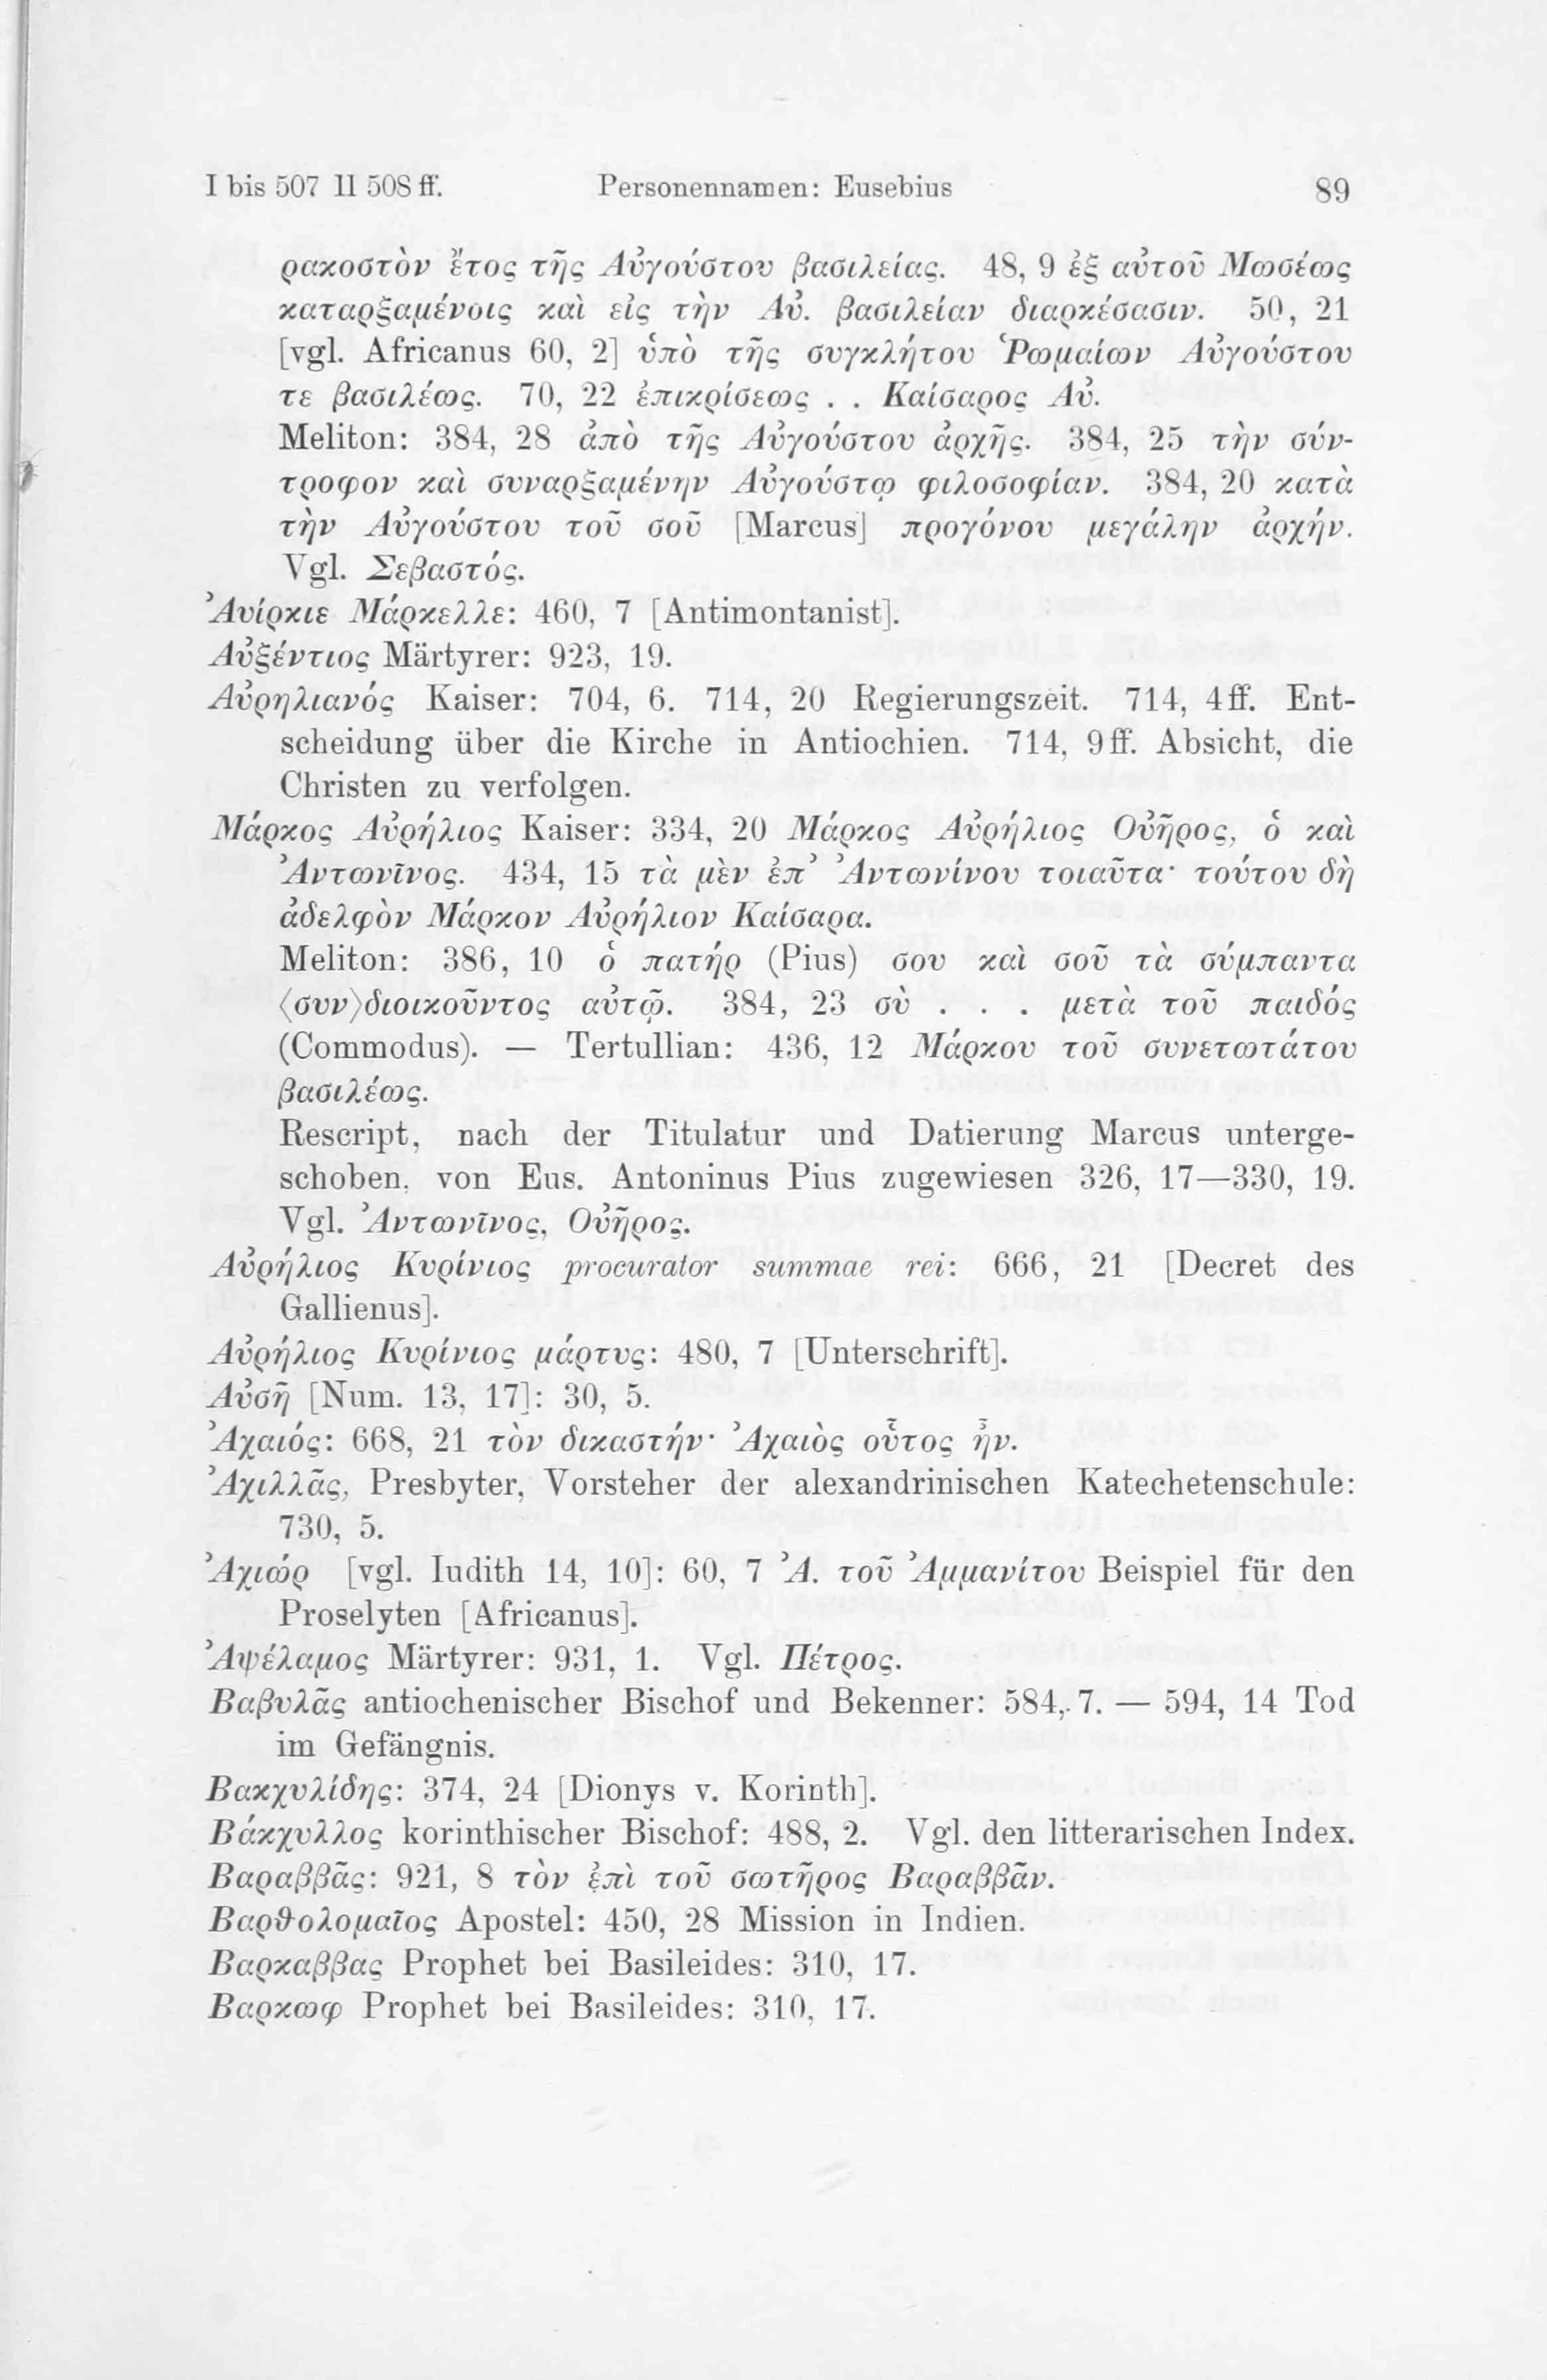 I bis 507 II 508 ff. Personennamen: Eusebius 89
ρακοστὸν ἔτος τῆς Αὐγούστου βασιλείας. 48, 9 ἐξ αὐτοῦ Μωσέως
καταρξαμένοις καὶ εἰς τὴν Αὐ. βασιλείαν διαρκέσασιν. 50, 21
[vgl. Africanus 60, 2] ὑπὸ τῆς συγκλήτου Ῥωμαίων Αὐγούστου
τε βασιλέως. 70, 22 ἐπικρίσεως . . Καίσαρος Αὐ.
Meliton: 384, 28 ἀπὸ τῆς Αὐγούστου ἀρχῆς. 384, 25 τὴν σύν-
τροφον καὶ συναρξαμένην Αὐγούστῳ φιλοσοφίαν. 384, 20 κατὰ
τὴν Αὐγούστου τοῦ σοῦ [Marcus] προγόνου μεγάλην ἀρχήν.
Vgl. Σεβαστός.
Ἀυίρκιε Μάρκελλε: 460, 7 [Antimontanist].
Αὐξέντιος Märtyrer: 923, 19.
Αὐρηλιανός Kaiser: 704, 6. 714, 20 Regierungszeit. 714, 4ff. Ent-
scheidung über die Kirche in Antiochien. 714, 9ff. Absicht, die
Christen zu verfolgen.
Μάρκος Αὐρήλιος Kaiser: 334, 20 Μάρκος Αὐρήλιος Οὐῆρος, ὁ καὶ
Ἀντωνῖνος. 434, 15 τὰ μὲν ἐπ᾽ Ἀντωνίνου τοιαῦτα· τούτου δὴ
ἀδελφὸν Μάρκον Αὐρήλιον Καίσαρα.
Meliton: 386, 10 ὁ πατήρ (Pius) σου καὶ σοῦ τὰ σύμπαντα
⟨συν⟩διοικοῦντος αὐτῷ. 384, 23 σὺ . . . μετὰ τοῦ παιδός
(Commodus). — Tertullian: 436, 12 Μάρκου τοῦ συνετωτάτου
βασιλέως.
Rescript, nach der Titulatur und Datierung Marcus unterge-
schoben, von Eus. Antoninus Pius zugewiesen 326, 17—330, 19.
Vgl. Ἀντωνῖνος, Οὐῆρος.
Αὐρήλιος Κυρίνιος procurator summae rei: 666, 21 [Decret des
Gallienus].
Αὐρήλιος Κυρίνιος μάρτυς: 480, 7 [Unterschrift].
Αὐσῆ [Num. 13, 17]: 30, 5.
Ἀχαιός: 668, 21 τὸν δικαστήν· Ἀχαιὸς οὗτος ἦν.
Ἀχιλλᾶς, Presbyter, Vorsteher der alexandrinischen Katechetenschule:
730, 5.
Ἀχιώρ [vgl. Iudith 14, 10]: 60, 7 Ἀ. τοῦ Ἀμμανίτου Beispiel für den
Proselyten [Africanus].
Ἀψέλαμος Märtyrer: 931, 1. Vgl. Πέτρος.
Βαβυλᾶς antiochenischer Bischof und Bekenner: 584, 7. — 594, 14 Tod
im Gefängnis.
Βακχυλίδης: 374, 24 [Dionys v. Korinth].
Βάκχυλλος korinthischer Bischof: 488, 2. Vgl. den litterarischen Index.
Βαραββᾶς: 921, 8 τὸν ἐπὶ τοῦ σωτῆρος Βαραββᾶν.
Βαρθολομαῖος Apostel: 450, 28 Mission in Indien.
Βαρκαββας Prophet bei Basileides: 310, 17.
Βαρκωφ Prophet bei Basileides: 310, 17.